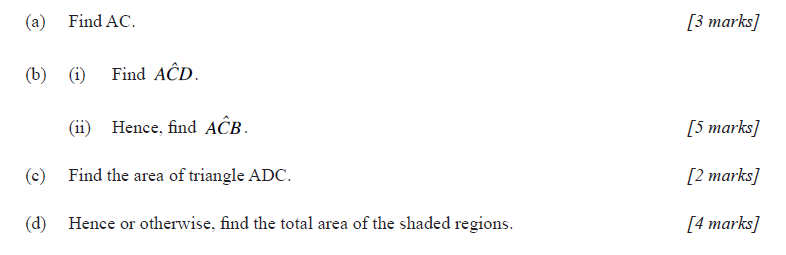 (a) Find AC. [3 marks]
(b) (i) Find AĈD.
(ii) Hence, find AĈB. [5 marks]
(c) Find the area of triangle ADC. [2 marks]
(d) Hence or otherwise, find the total area of the shaded regions. [4 marks]